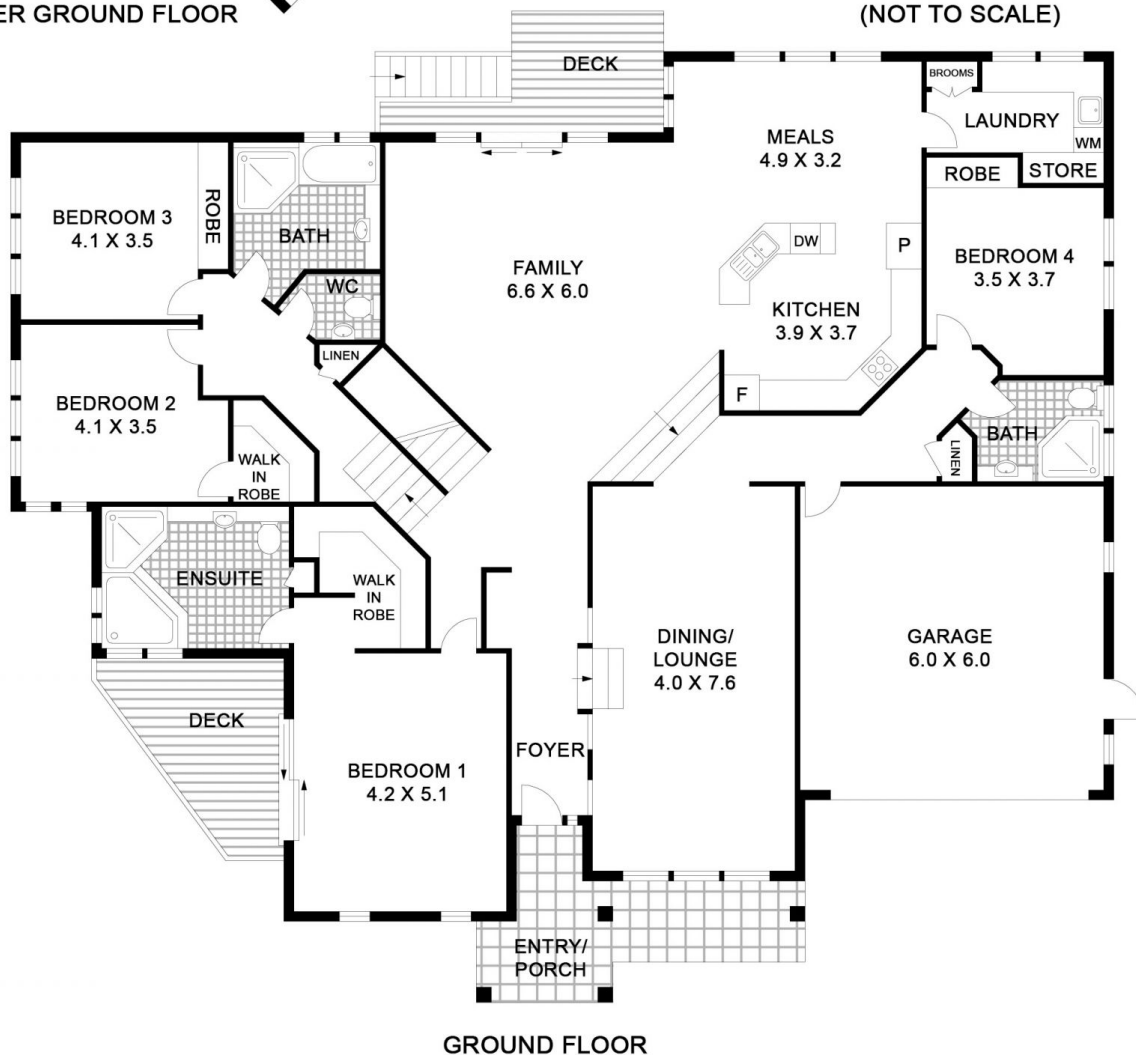 ER GROUND FLOOR
(NOT TO SCALE)
DECK
BROOMS
LAUNDRY
WM
MEALS
4.9 X 3.2
ROBE
STORE
BEDROOM 3
4.1 X 3.5
ROBE
BATH
WC
LINEN
FAMILY
6.6 X 6.0
DW
P
KITCHEN
3.9 X 3.7
F
BEDROOM 4
3.5 X 3.7
BEDROOM 2
4.1 X 3.5
WALK
IN
ROBE
BATH
LINEN
ENSUITE
WALK
IN
ROBE
DINING/
LOUNGE
4.0 X 7.6
GARAGE
6.0 X 6.0
DECK
BEDROOM 1
4.2 X 5.1
FOYER
ENTRY/
PORCH
GROUND FLOOR